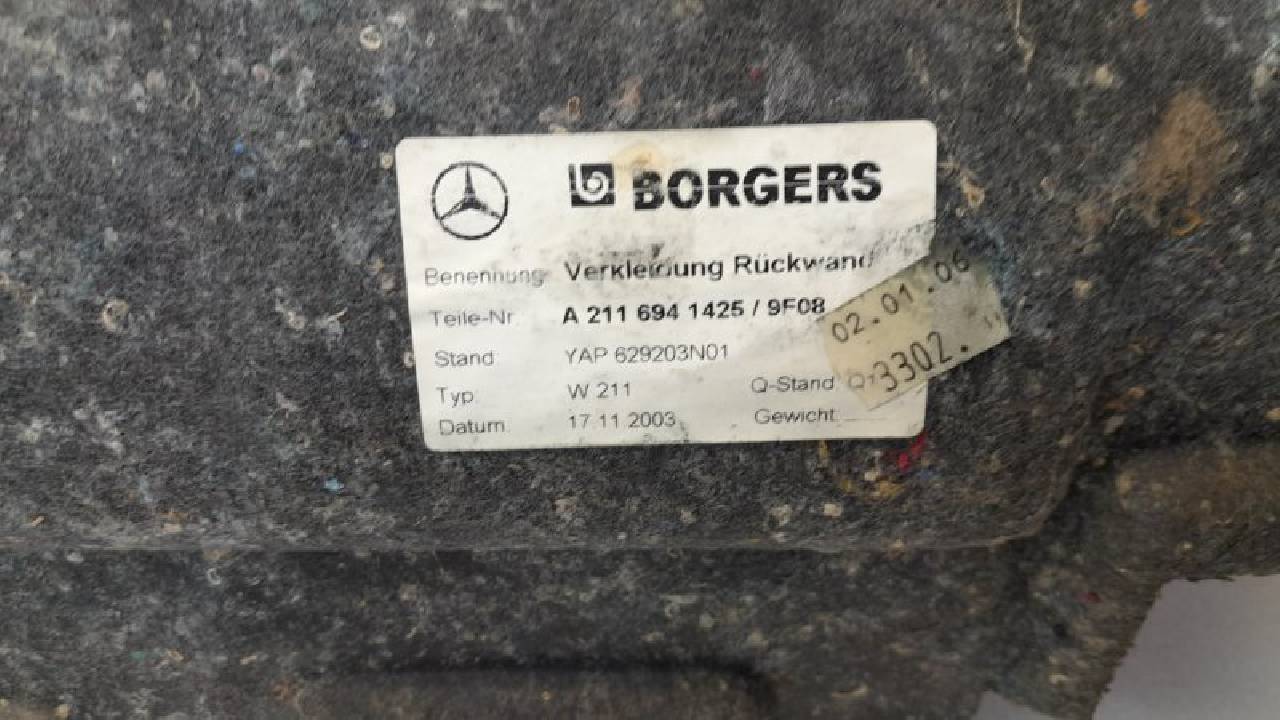 BORGERS
Benennung Verkleidung Rückwand
Teile-Nr A 211 694 1425 / 9F08
Stand YAP 629203N01
Typ: W 211 Q-Stand
Datum 17.11.2003 Gewicht
02.01.06
3302.